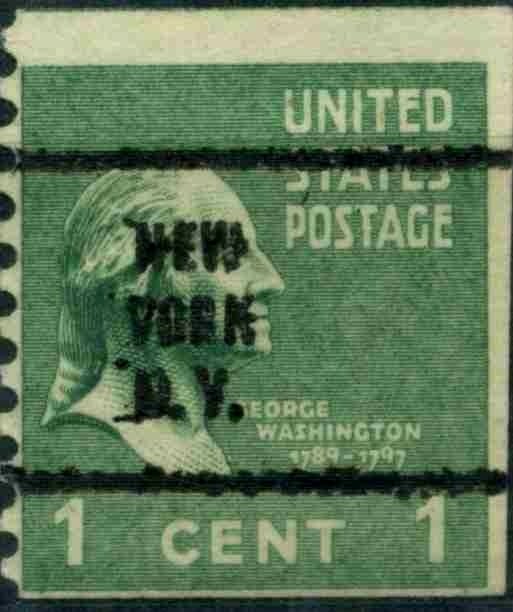 UNITED
STATES
POSTAGE
NEW
YORK
N.Y.
GEORGE
WASHINGTON
1789-1797
1 CENT 1